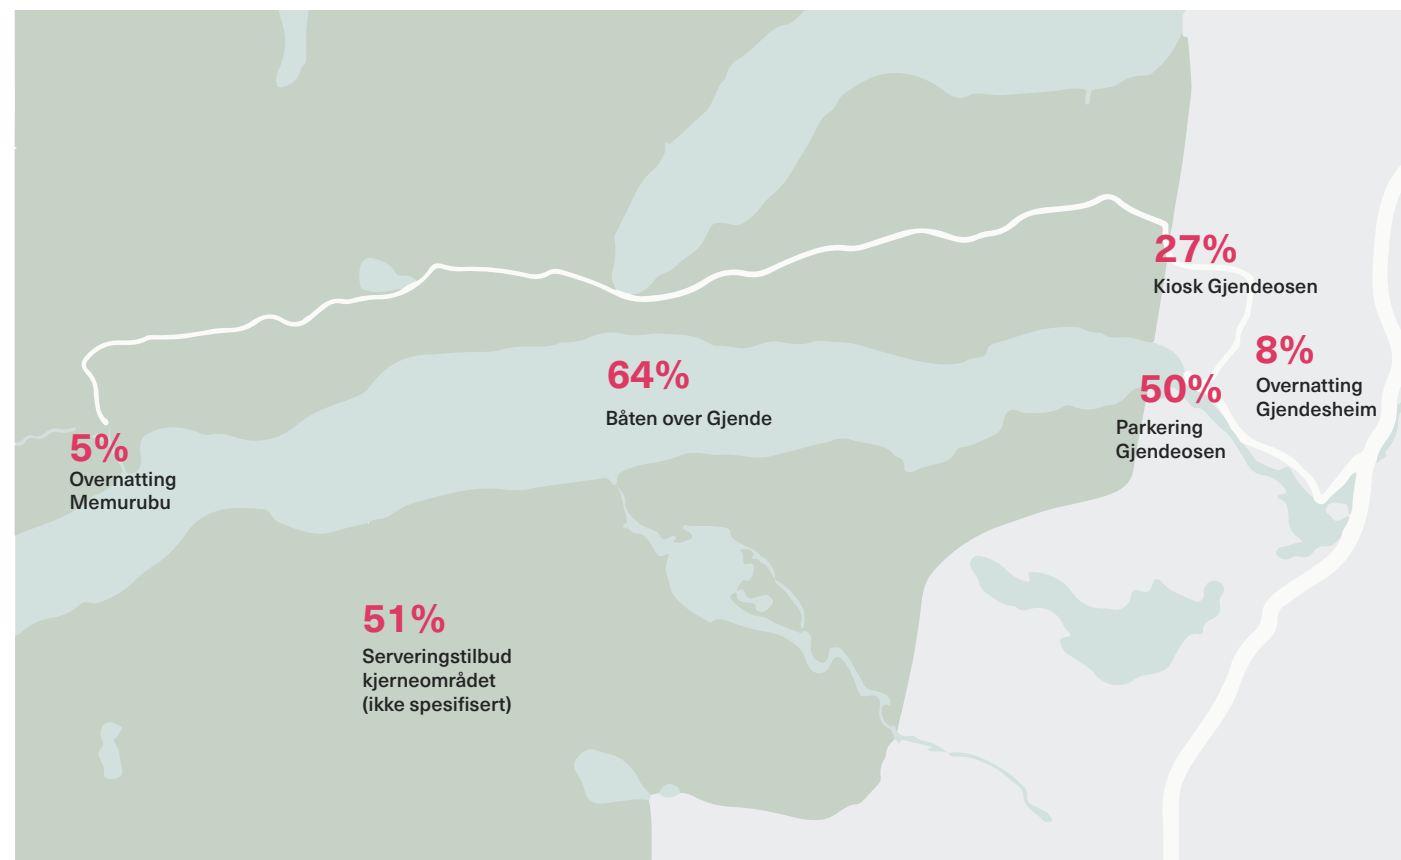 27%
Kiosk Gjendeosen
8%
Overnatting
Gjendesheim
64%
Båten over Gjende
50%
Parkering
Gjendeosen
5%
Overnatting
Memurubu
51%
Serveringstilbud
kjerneområdet
(ikke spesifisert)